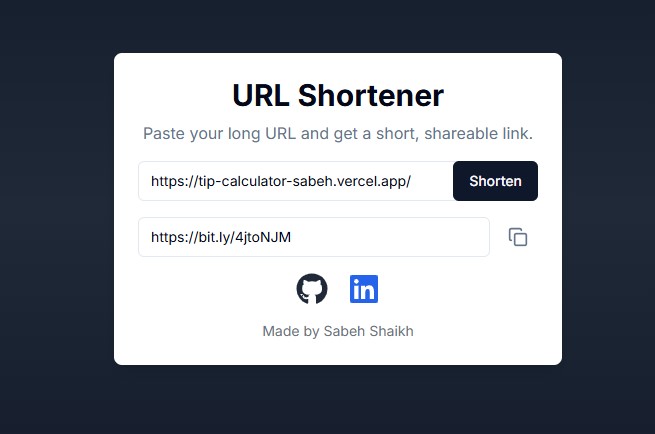 URL Shortener
Paste your long URL and get a short, shareable link.
https://tip-calculator-sabeh.vercel.app/ Shorten
https://bit.ly/4jtoNJM
in
Made by Sabeh Shaikh